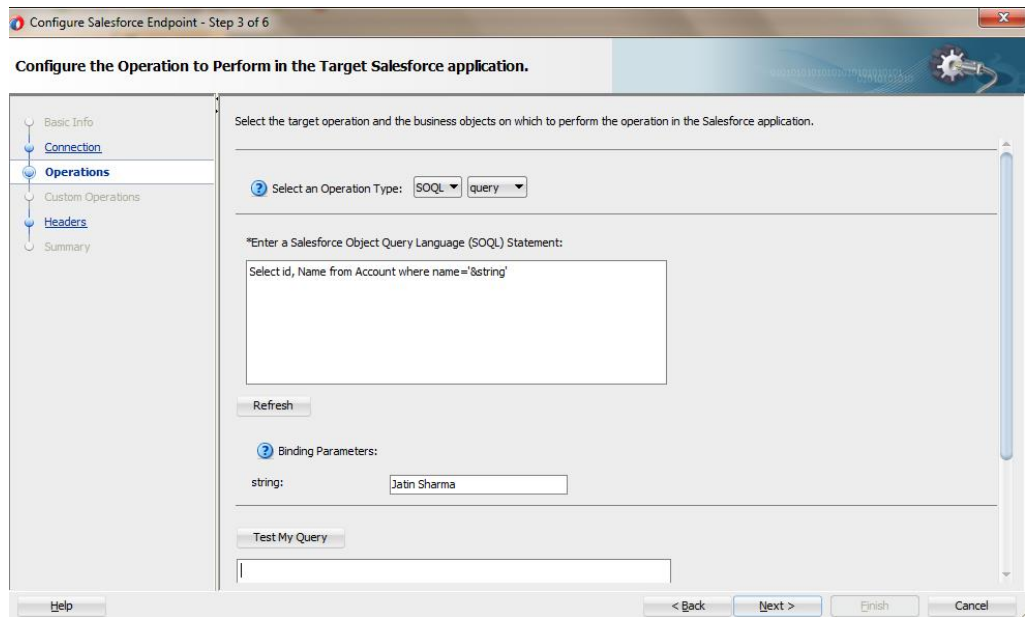 Configure Salesforce Endpoint - Step 3 of 6
Configure the Operation to Perform in the Target Salesforce application.
Basic Info
Connection
Operations
Custom Operations
Headers
Summary
Select the target operation and the business objects on which to perform the operation in the Salesforce application.
Select an Operation Type: SOQL query
*Enter a Salesforce Object Query Language (SOQL) Statement:
Select id, Name from Account where name='&string'
Refresh
Binding Parameters:
string: Jatin Sharma
Test My Query
Help < Back Next > Finish Cancel